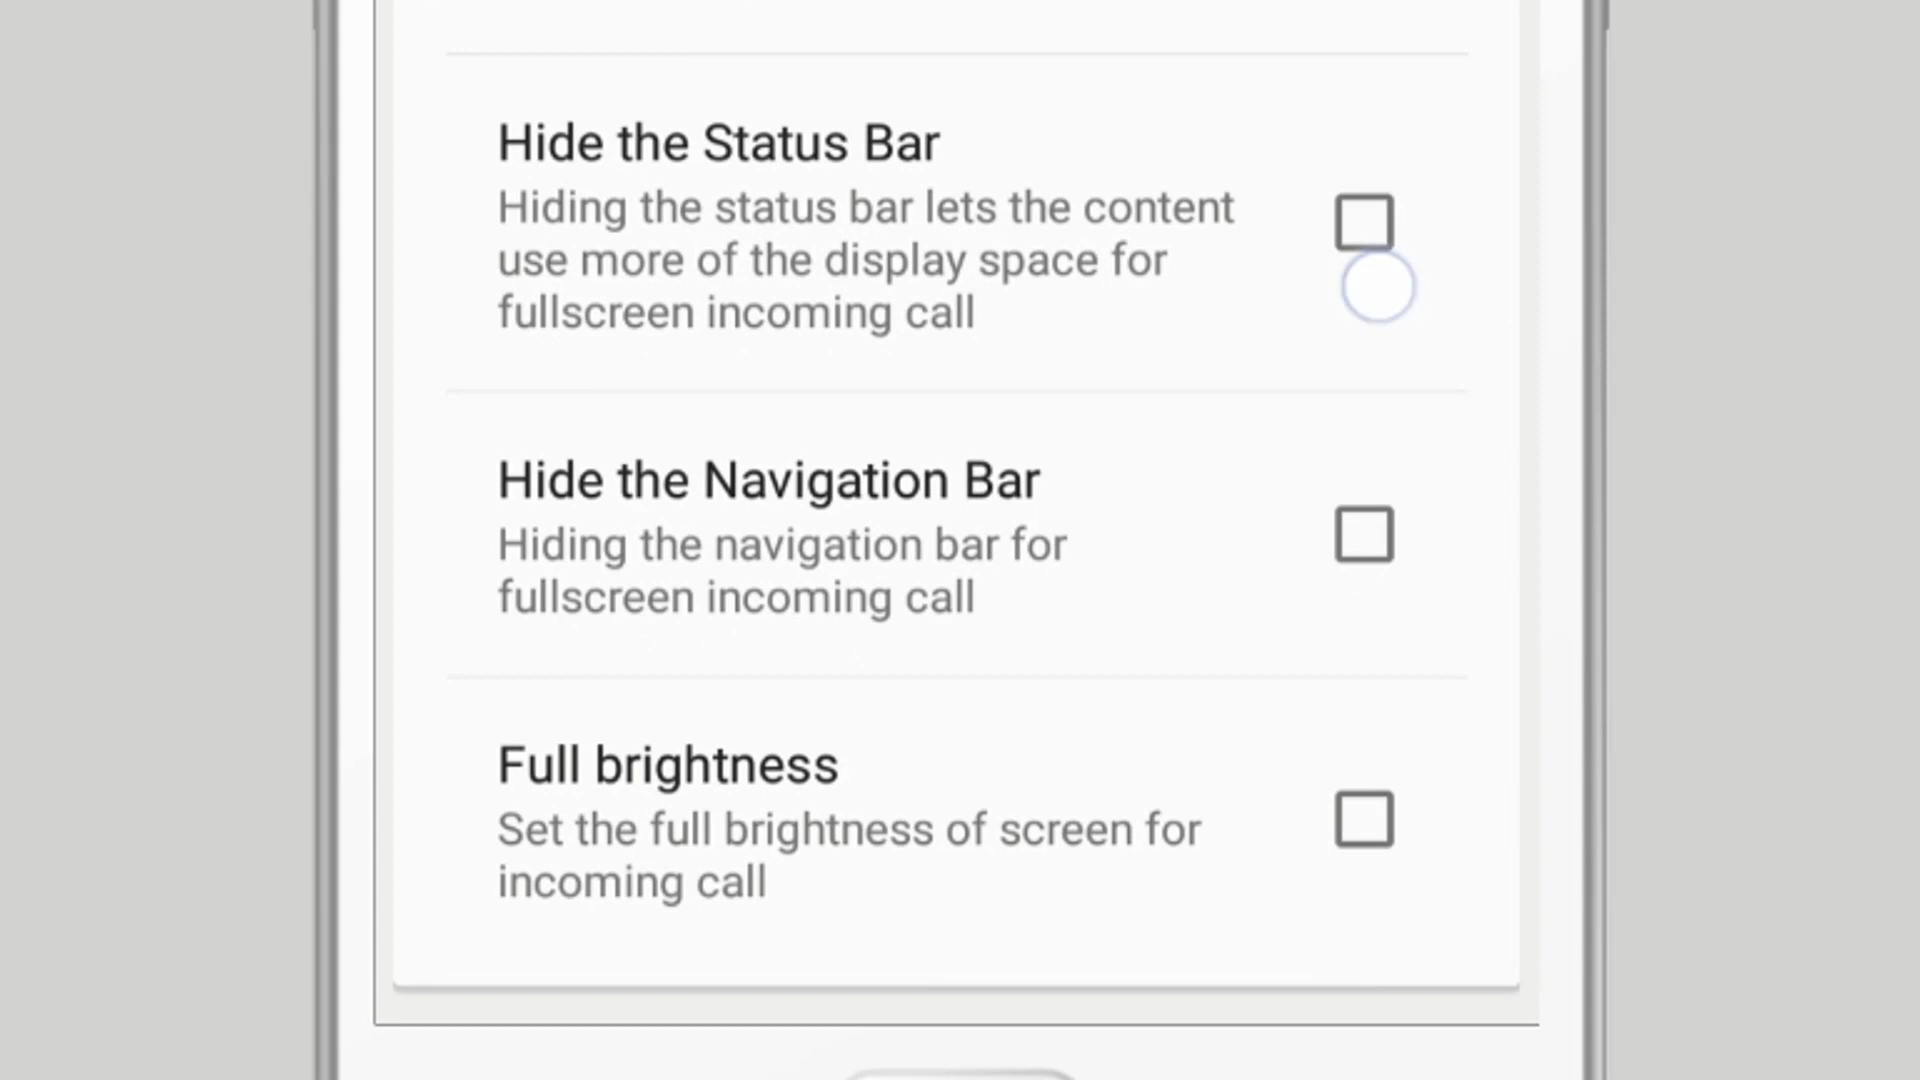 Hide the Status Bar
Hiding the status bar lets the content
use more of the display space for
fullscreen incoming call
Hide the Navigation Bar
Hiding the navigation bar for
fullscreen incoming call
Full brightness
Set the full brightness of screen for
incoming call